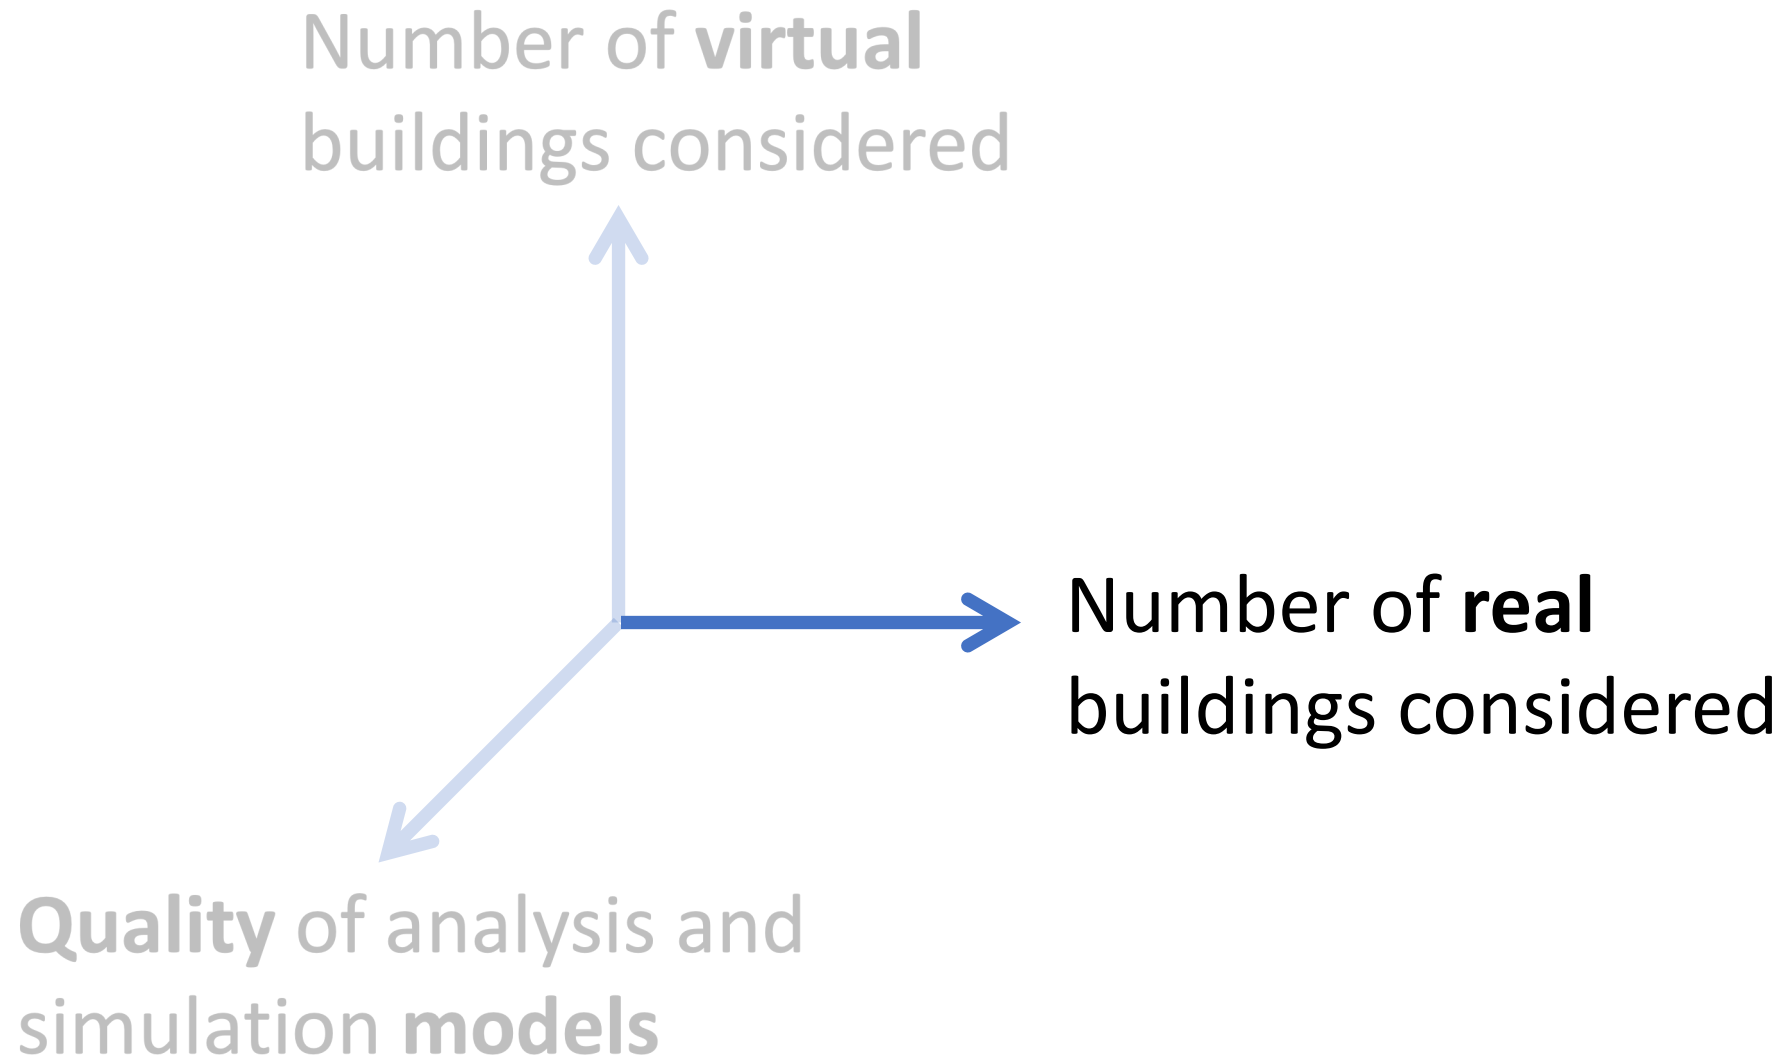 Number of virtual
buildings considered
Number of real
buildings considered
Quality of analysis and
simulation models